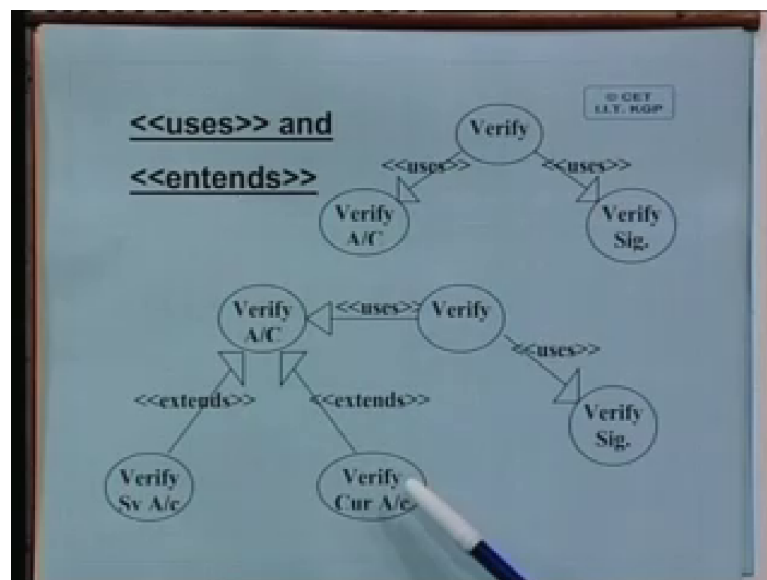 <<uses>> and
<<entends>>
© CET
I.I.T. KGP
Verify
<<uses>>
<<uses>>
Verify
A/C
Verify
Sig.
Verify
A/C
<<uses>>
Verify
<<uses>>
<<extends>>
<<extends>>
Verify
Sig.
Verify
Sv A/c
Verify
Cur A/c